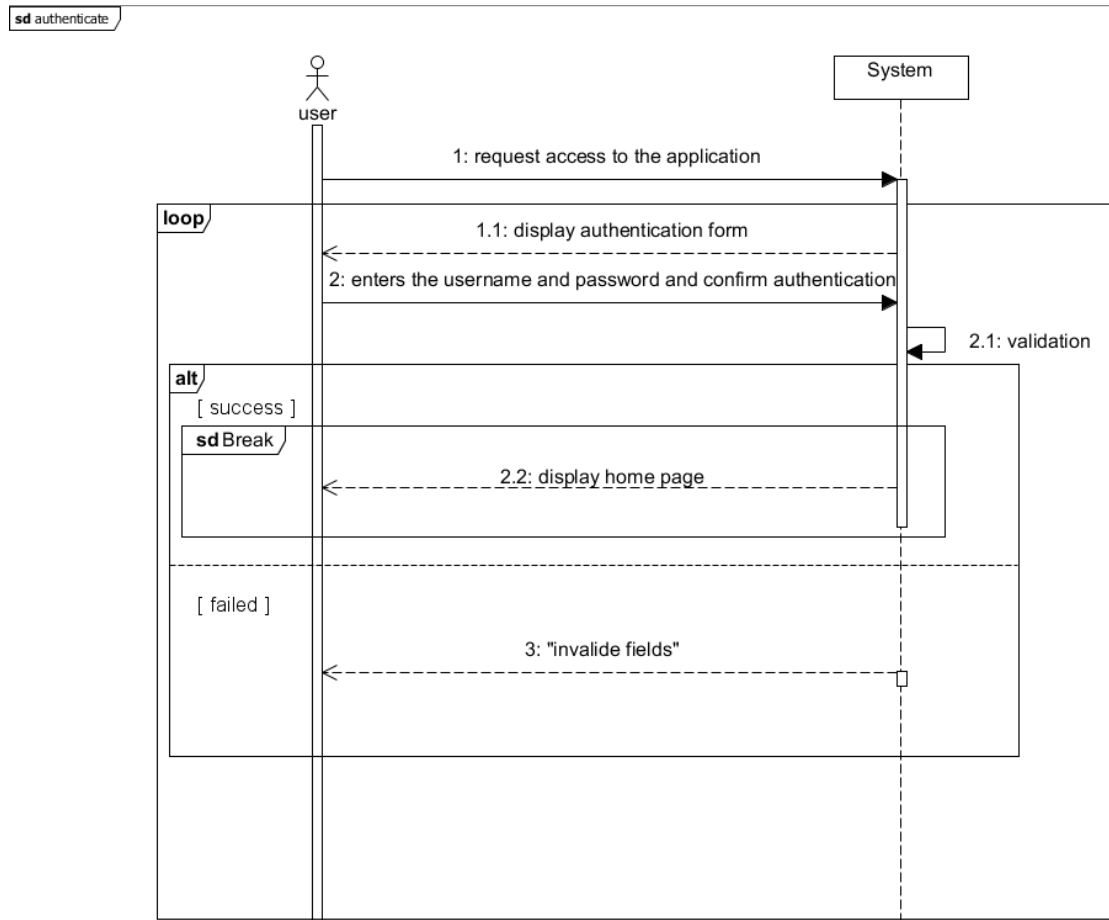 sd authenticate
System
user
1: request access to the application
loop
1.1: display authentication form
2: enters the username and password and confirm authentication
2.1: validation
alt
[ success ]
sd Break
2.2: display home page
[ failed ]
3: "invalide fields"